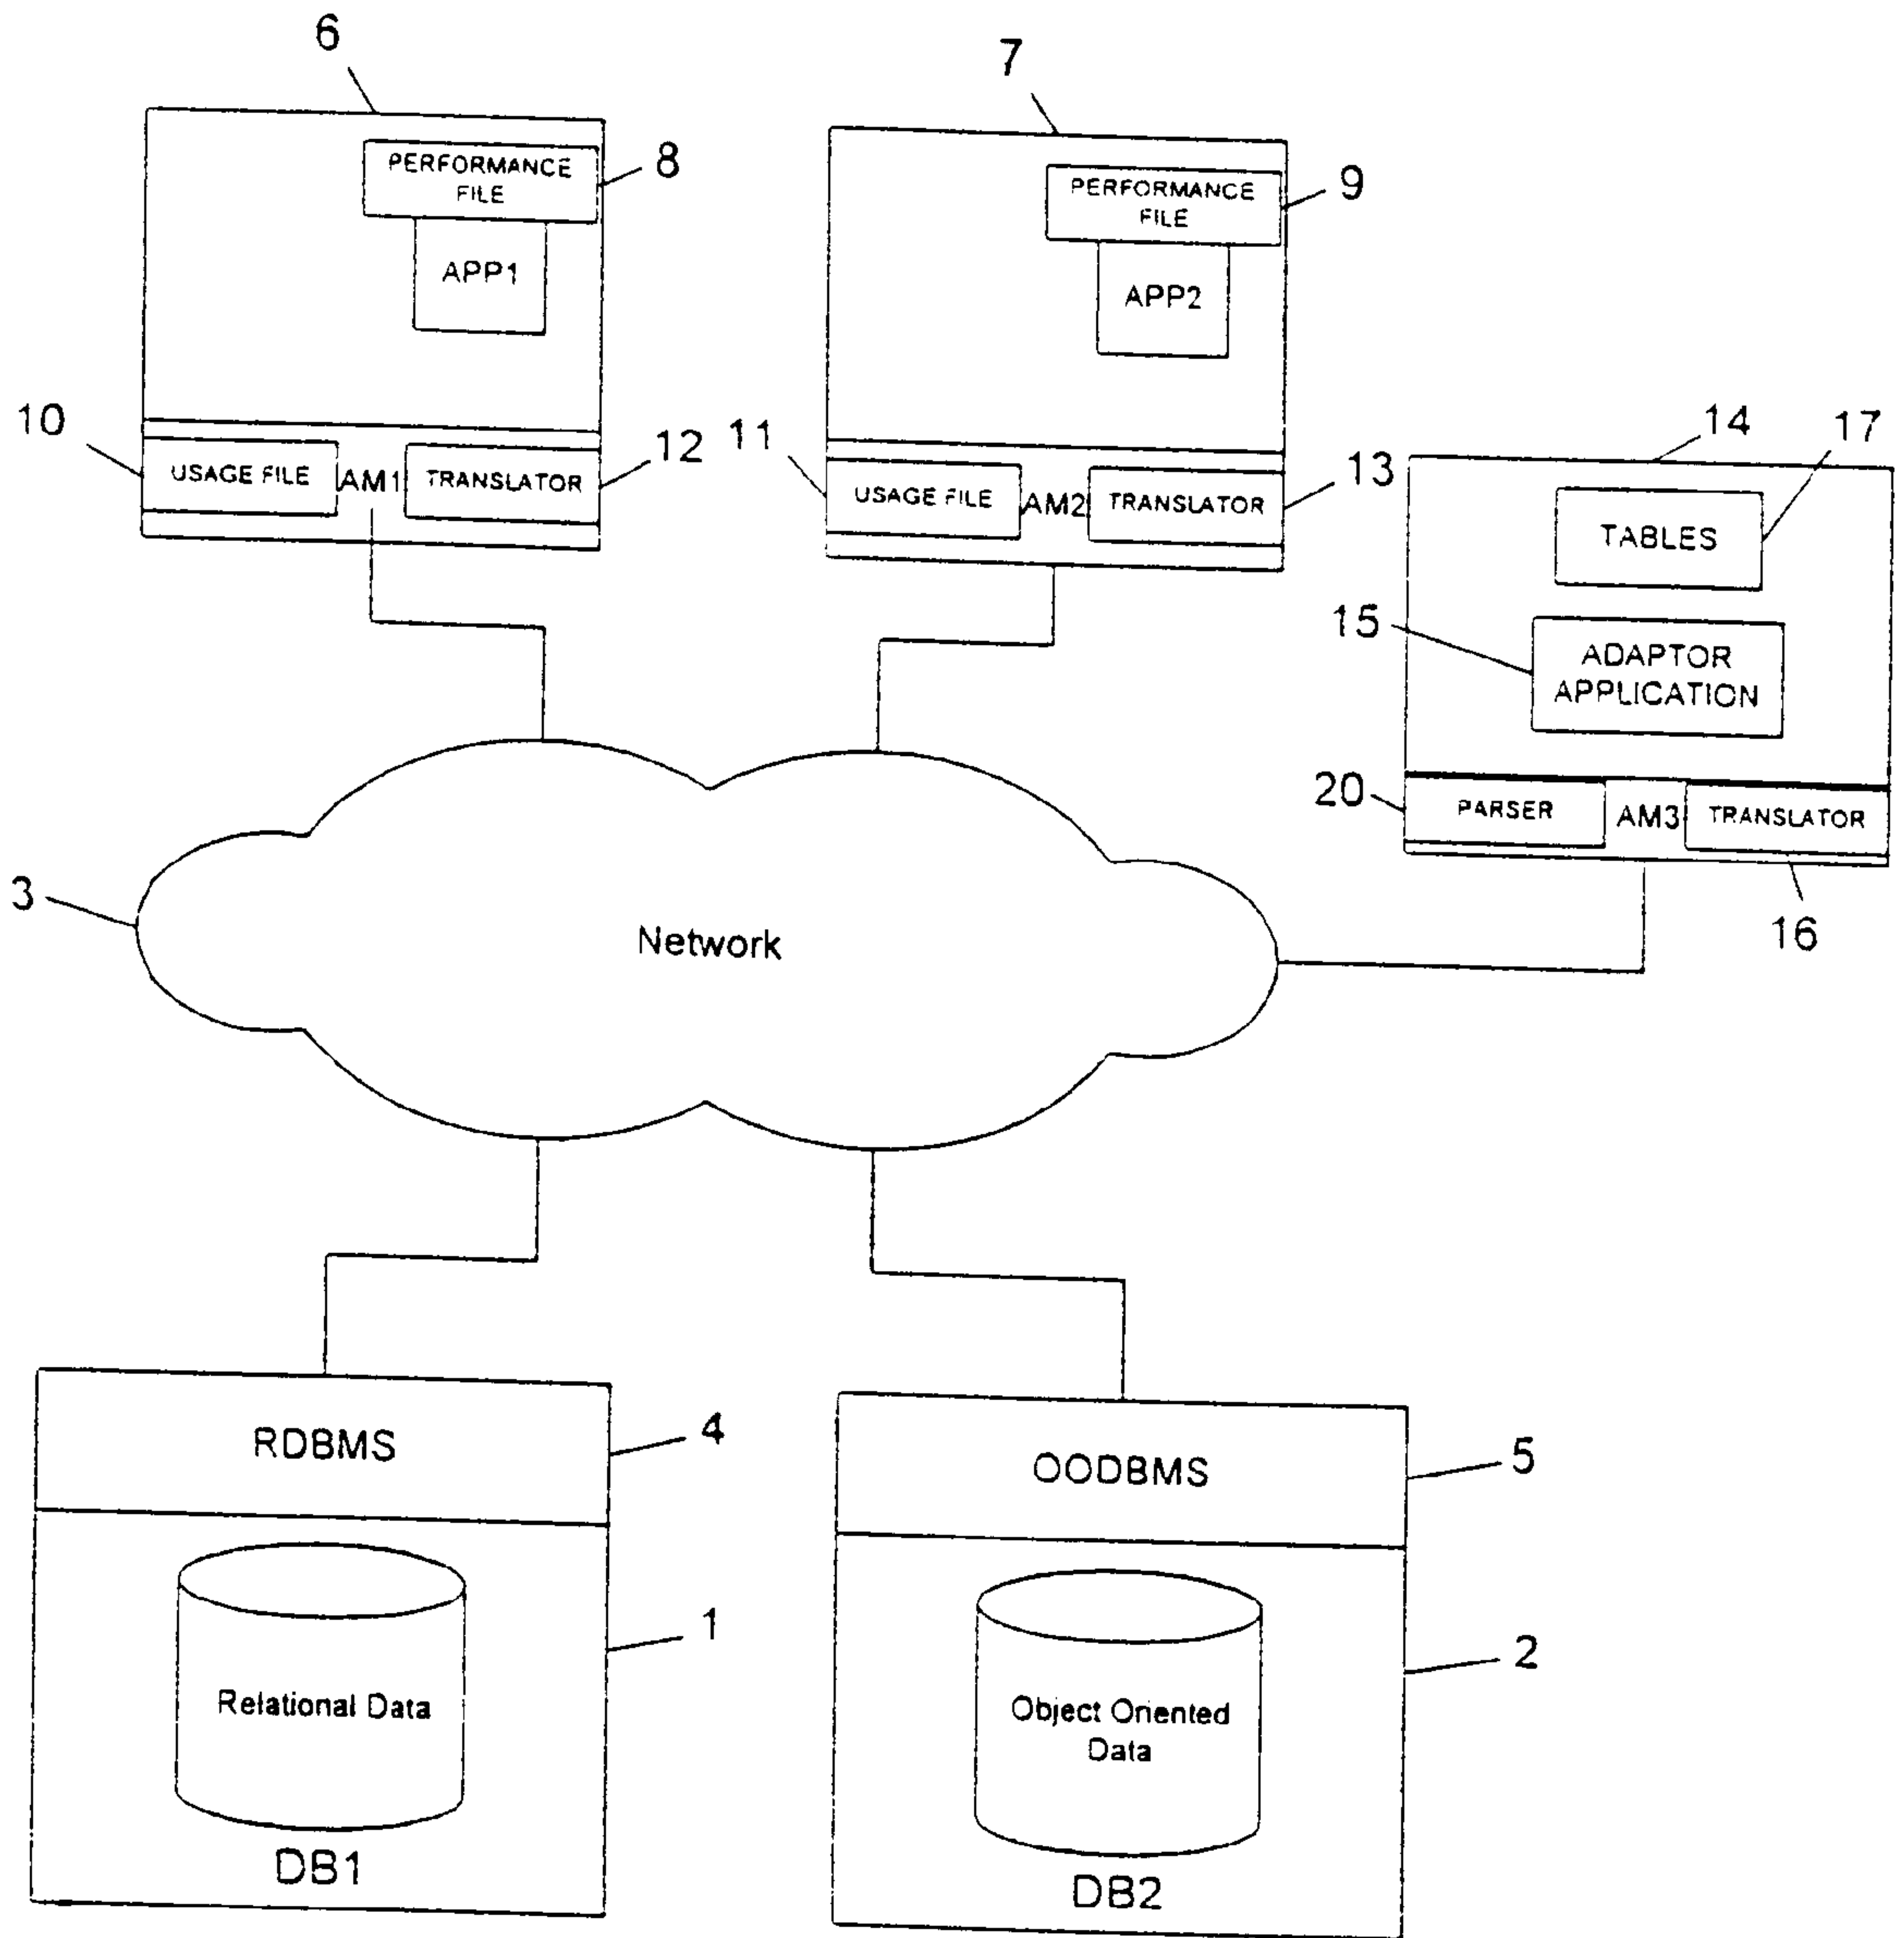 6
7
PERFORMANCE
FILE
8
PERFORMANCE
FILE
9
APP1
APP2
10
USAGE FILE
AM1
TRANSLATOR
12
11
USAGE FILE
AM2
TRANSLATOR
13
14
17
TABLES
15
ADAPTOR
APPLICATION
20
PARSER
AM3
TRANSLATOR
16
3
Network
RDBMS
4
OODBMS
5
Relational Data
1
Object Oriented
Data
2
DB1
DB2